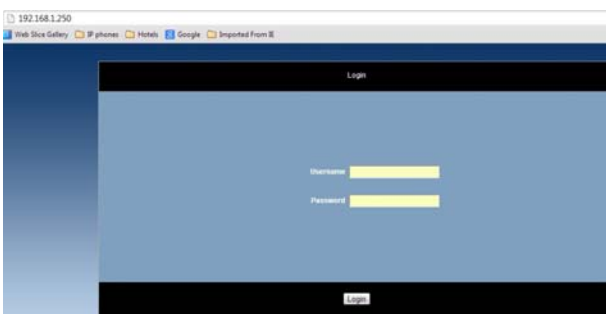 192.168.1.250
Web Slice Gallery IP phones Hotels Google Imported From IE
Login
Username
Password
Login